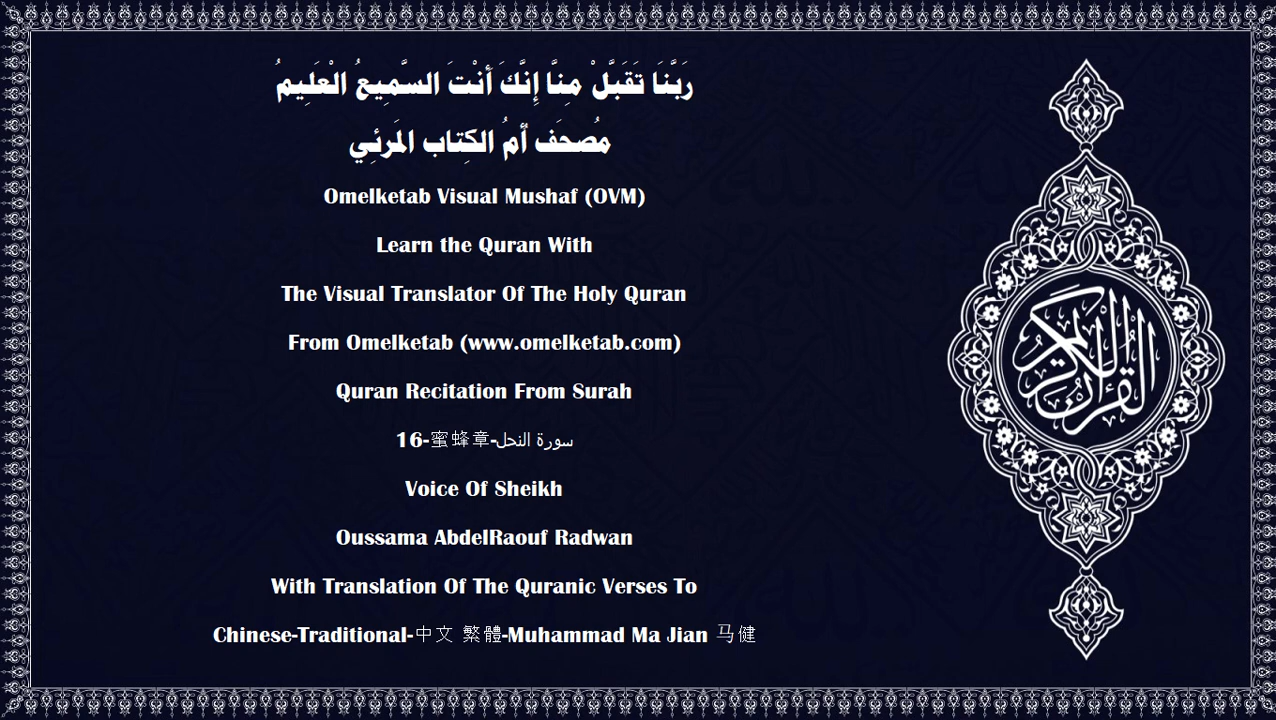 رَبَّنَا تَقَبَّلْ مِنَّا إِنَّكَ أَنْتَ السَّمِيعُ الْعَلِيمُ
مُصحَف أمُ الكِتاب المَرئِي
Omelketab Visual Mushaf (OVM)
Learn the Quran With
The Visual Translator Of The Holy Quran
From Omelketab (www.omelketab.com)
Quran Recitation From Surah
16-蜜蜂章-سورة النحل
Voice Of Sheikh
Oussama AbdelRaouf Radwan
With Translation Of The Quranic Verses To
Chinese-Traditional-中文 繁體-Muhammad Ma Jian 马健
القرآن الكريم